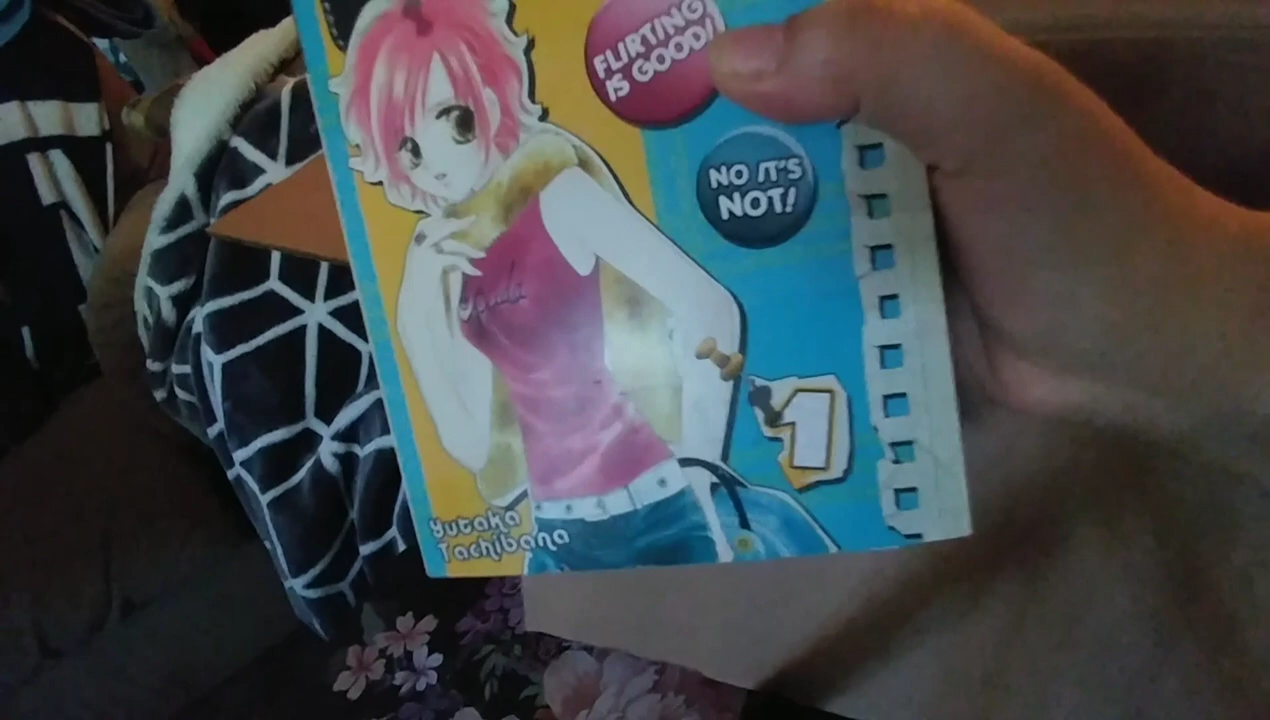 FLIRTING
IS GOOD!
NO IT'S
NOT!
1
Yutaka
Tachibana